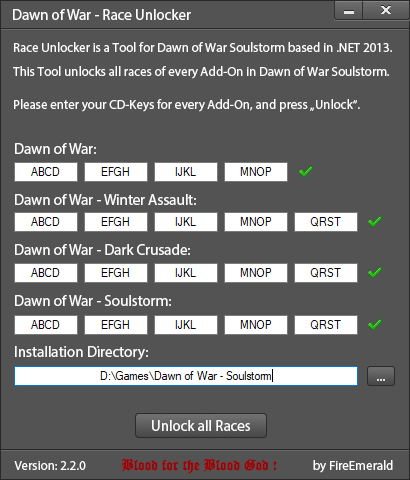 Dawn of War - Race Unlocker
Race Unlocker is a Tool for Dawn of War Soulstorm based in .NET 2013.
This Tool unlocks all races of every Add-On in Dawn of War Soulstorm.
Please enter your CD-Keys for every Add-On, and press „Unlock“.
Dawn of War:
ABCD EFGH IJKL MNOP
Dawn of War - Winter Assault:
ABCD EFGH IJKL MNOP QRST
Dawn of War - Dark Crusade:
ABCD EFGH IJKL MNOP QRST
Dawn of War - Soulstorm:
ABCD EFGH IJKL MNOP QRST
Installation Directory:
D:\Games\Dawn of War - Soulstorm ...
Unlock all Races
Version: 2.2.0 Blood for the Blood God ! by FireEmerald